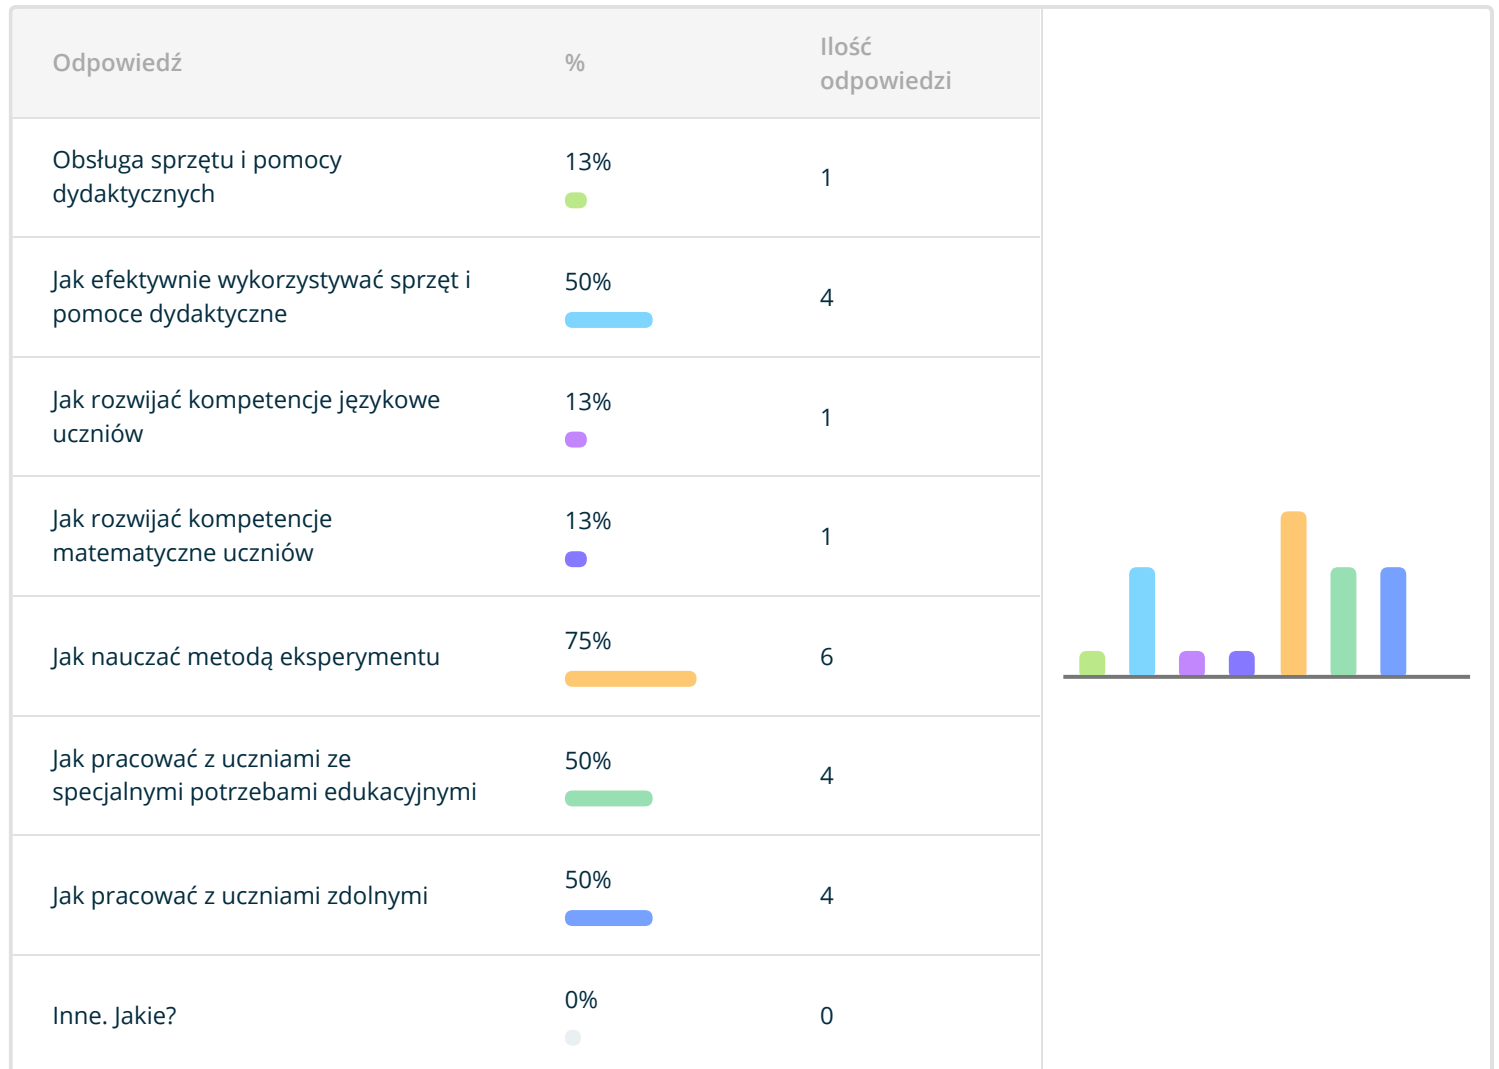 Odpowiedź
%
Ilość
odpowiedzi
Obsługa sprzętu i pomocy
dydaktycznych
13%
1
Jak efektywnie wykorzystywać sprzęt i
pomoce dydaktyczne
50%
4
Jak rozwijać kompetencje językowe
uczniów
13%
1
Jak rozwijać kompetencje
matematyczne uczniów
13%
1
Jak nauczać metodą eksperymentu
75%
6
Jak pracować z uczniami ze
specjalnymi potrzebami edukacyjnymi
50%
4
Jak pracować z uczniami zdolnymi
50%
4
Inne. Jakie?
0%
0